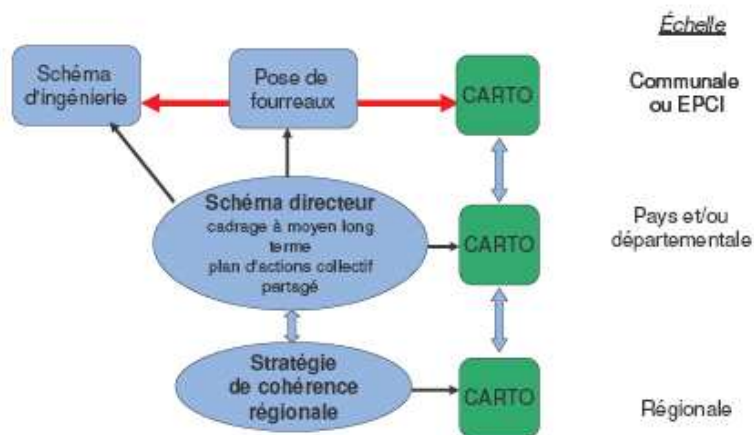 Échelle
Schéma
d'ingénierie
Pose de
fourreaux
CARTO
Communale
ou EPCI
Schéma directeur
cadrage à moyen long
terme
plan d'actions collectif
partagé
CARTO
Pays et/ou
départementale
Stratégie
de cohérence
régionale
CARTO
Régionale